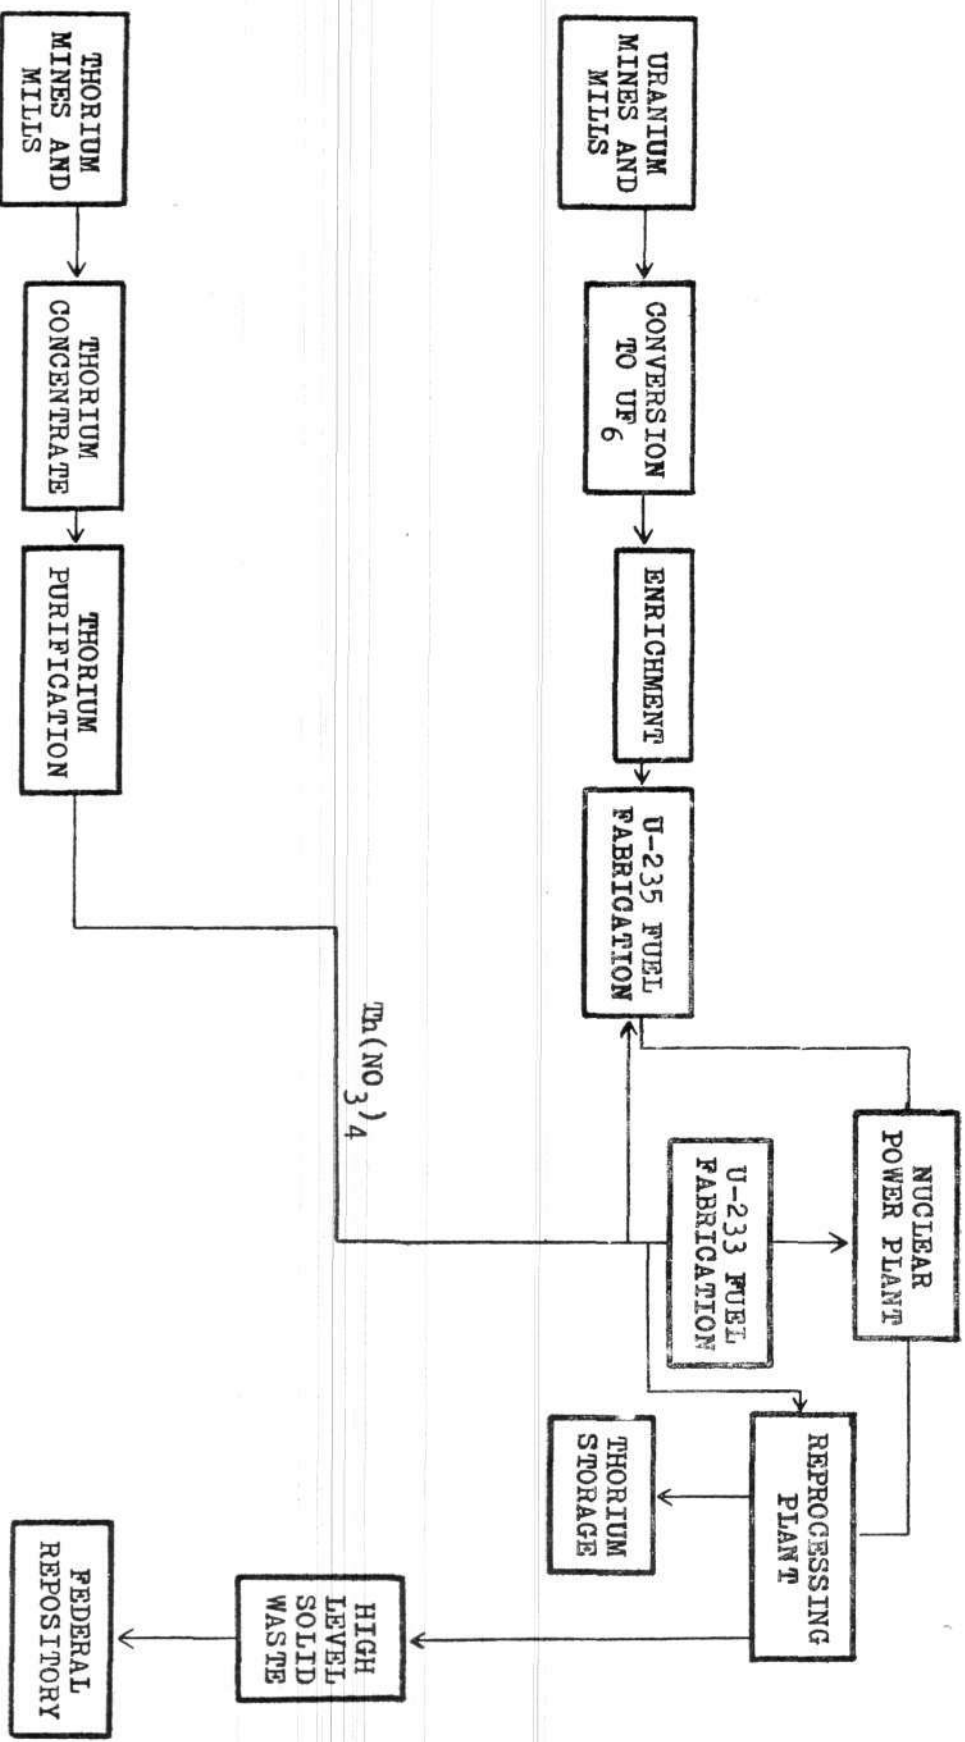 NUCLEAR
POWER PLANT
REPROCESSING
PLANT
U-233 FUEL
FABRICATION
URANIUM
MINES AND
MILLS
CONVERSION
TO UF6
ENRICHMENT
U-235 FUEL
FABRICATION
THORIUM
STORAGE
Th(NO3)4
HIGH
LEVEL
SOLID
WASTE
THORIUM
MINES AND
MILLS
THORIUM
CONCENTRATE
THORIUM
PURIFICATION
FEDERAL
REPOSITORY